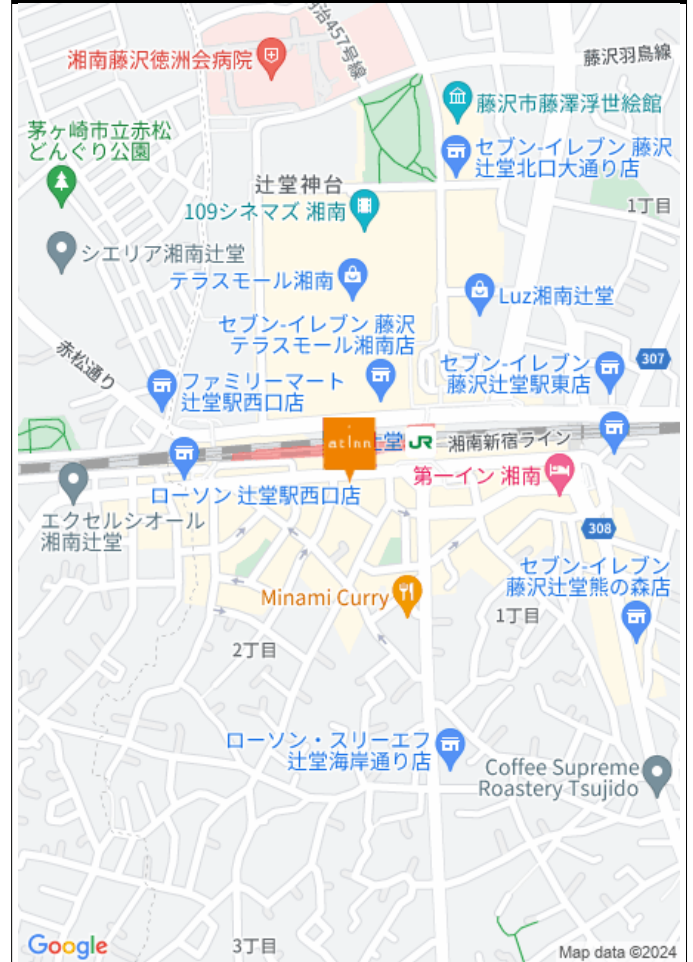 治457号線
藤沢羽鳥線
湘南藤沢徳洲会病院
藤沢市藤澤浮世絵館
茅ヶ崎市立赤松
どんぐり公園
セブン-イレブン 藤沢
辻堂北口大通り店
辻堂神台
109シネマズ 湘南
1丁目
シエリア湘南辻堂
テラスモール湘南
Luz湘南辻堂
セブン-イレブン 藤沢
テラスモール湘南店
赤松通り
セブン-イレブン
藤沢辻堂駅東店
307
ファミリーマート
辻堂駅西口店
at inn
辻堂
JR
湘南新宿ライン
第一イン 湘南
ローソン 辻堂駅西口店
エクセルシオール
湘南辻堂
308
セブン-イレブン
藤沢辻堂熊の森店
Minami Curry
1丁目
2丁目
ローソン・スリーエフ
辻堂海岸通り店
Coffee Supreme
Roastery Tsujido
Google
3丁目
Map data ©2024